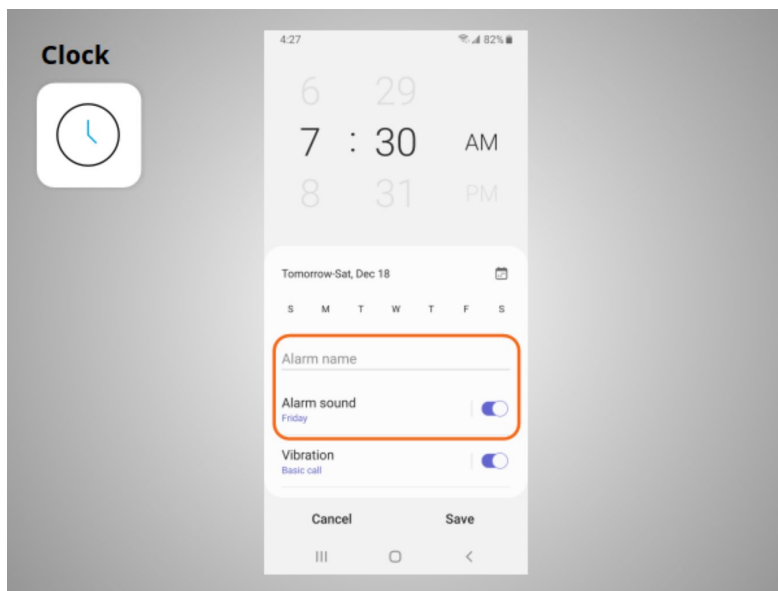 Clock
4:27 82%
6 29
7 : 30 AM
8 31 PM
Tomorrow-Sat, Dec 18
S M T W T F S
Alarm name
Alarm sound
Friday
Vibration
Basic call
Cancel Save